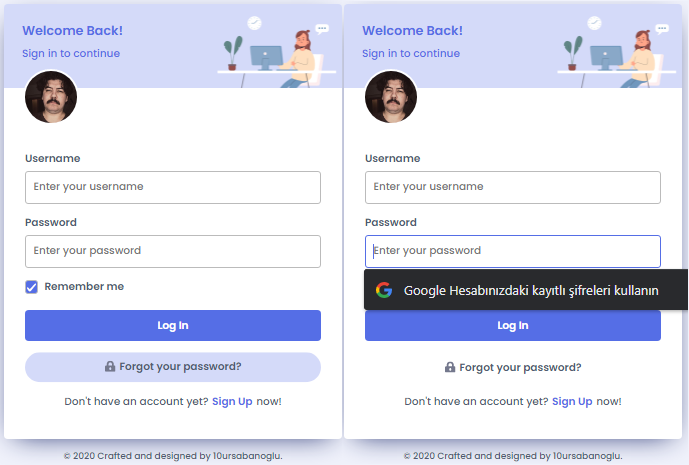 Welcome Back!
Sign in to continue
Username
Enter your username
Password
Enter your password
Remember me
Log In
Forgot your password?
Don't have an account yet? Sign Up now!
© 2020 Crafted and designed by 10ursabanoglu.
Welcome Back!
Sign in to continue
Username
Enter your username
Password
Enter your password
Google Hesabınızdaki kayıtlı şifreleri kullanın
Log In
Forgot your password?
Don't have an account yet? Sign Up now!
© 2020 Crafted and designed by 10ursabanoglu.